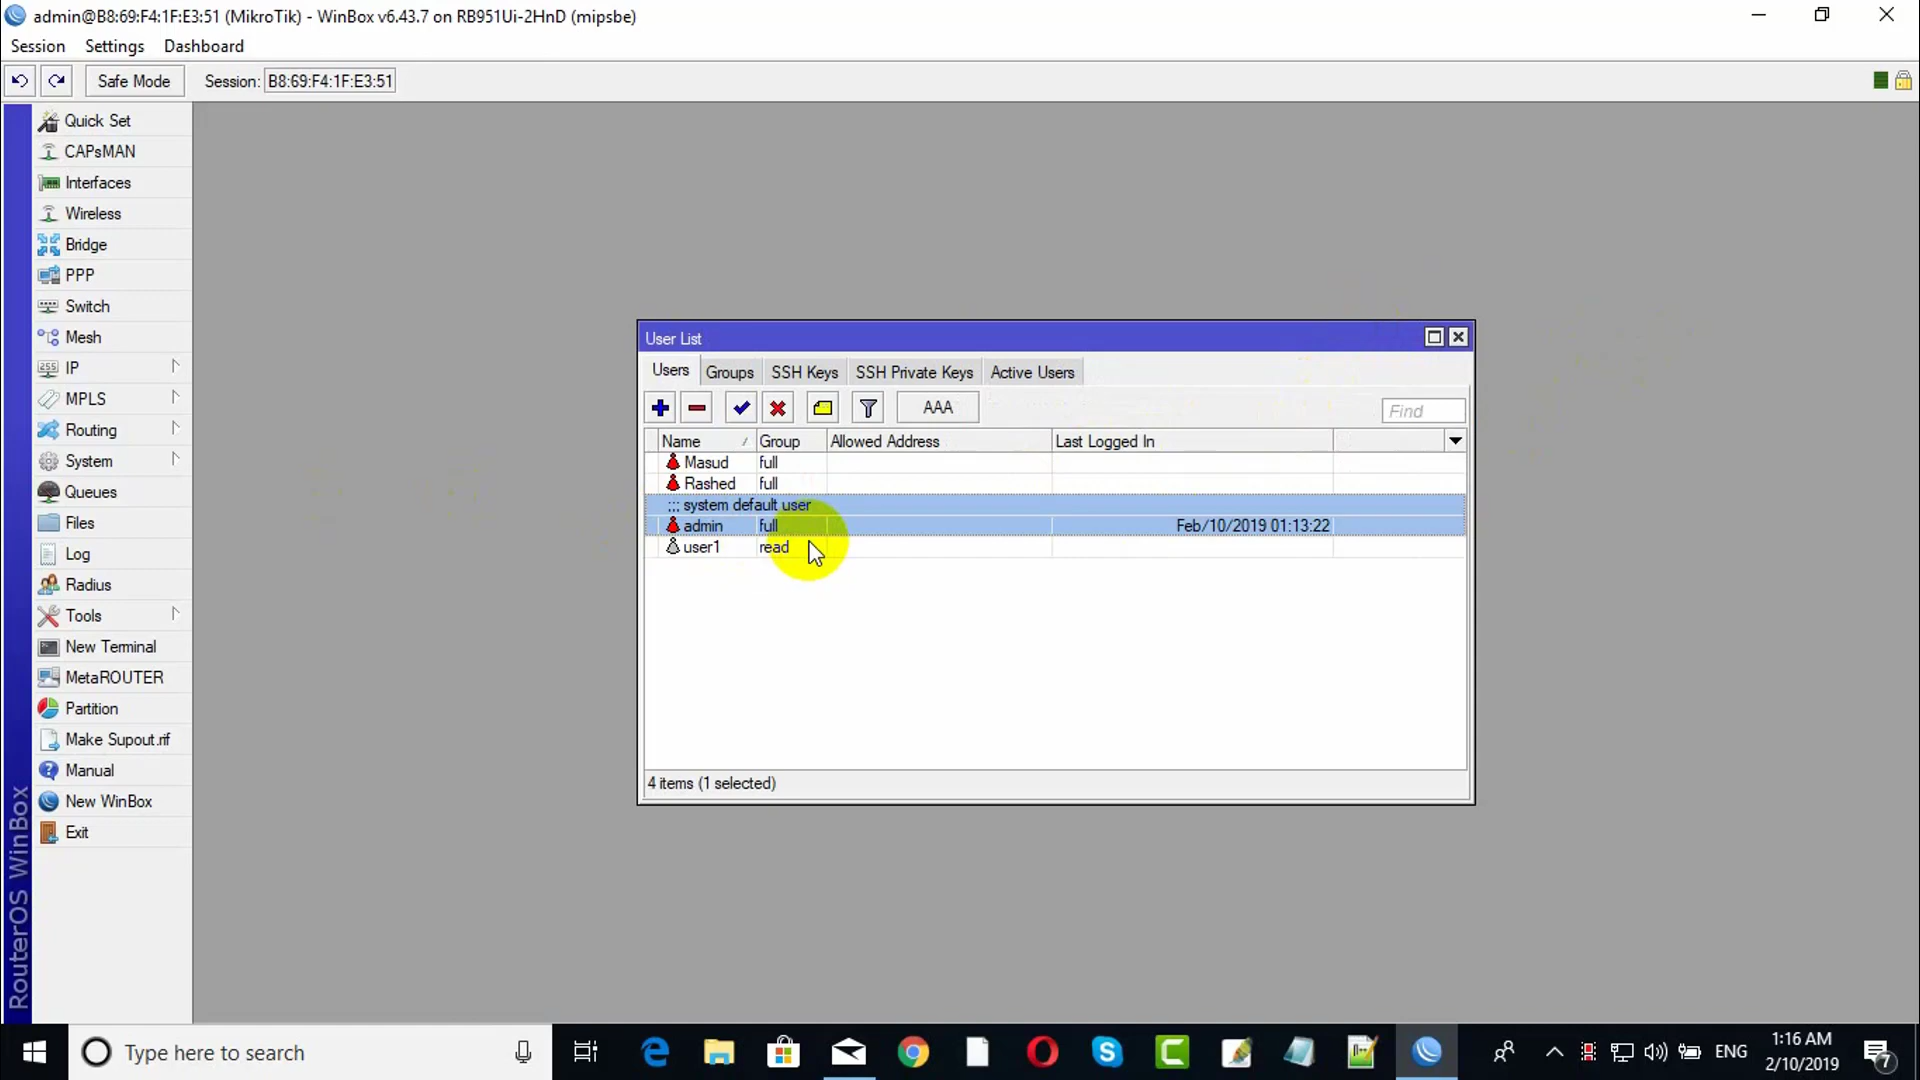 admin@B8:69:F4:1F:E3:51 (MikroTik) - WinBox v6.43.7 on RB951Ui-2HnD (mipsbe)
Session Settings Dashboard
Safe Mode Session: B8:69:F4:1F:E3:51
Quick Set
CAPsMAN
Interfaces
Wireless
Bridge
PPP
Switch
Mesh
255 IP
MPLS
Routing
System
Queues
Files
Log
Radius
Tools
New Terminal
MetaROUTER
Partition
Make Supout.rif
Manual
New WinBox
Exit
RouterOS WinBox
User List
Users Groups SSH Keys SSH Private Keys Active Users
AAA Find
Name Group Allowed Address Last Logged In
Masud full
Rashed full
;;; system default user
admin full Feb/10/2019 01:13:22
user1 read
4 items (1 selected)
Type here to search
ENG
1:16 AM
2/10/2019
7